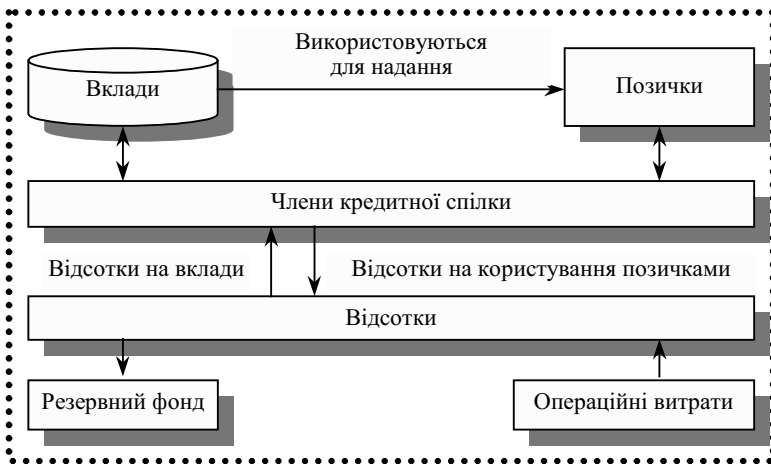 Використовуються
для надання
Вклади
Позички
Члени кредитної спілки
Відсотки на вклади
Відсотки на користування позичками
Відсотки
Резервний фонд
Операційні витрати